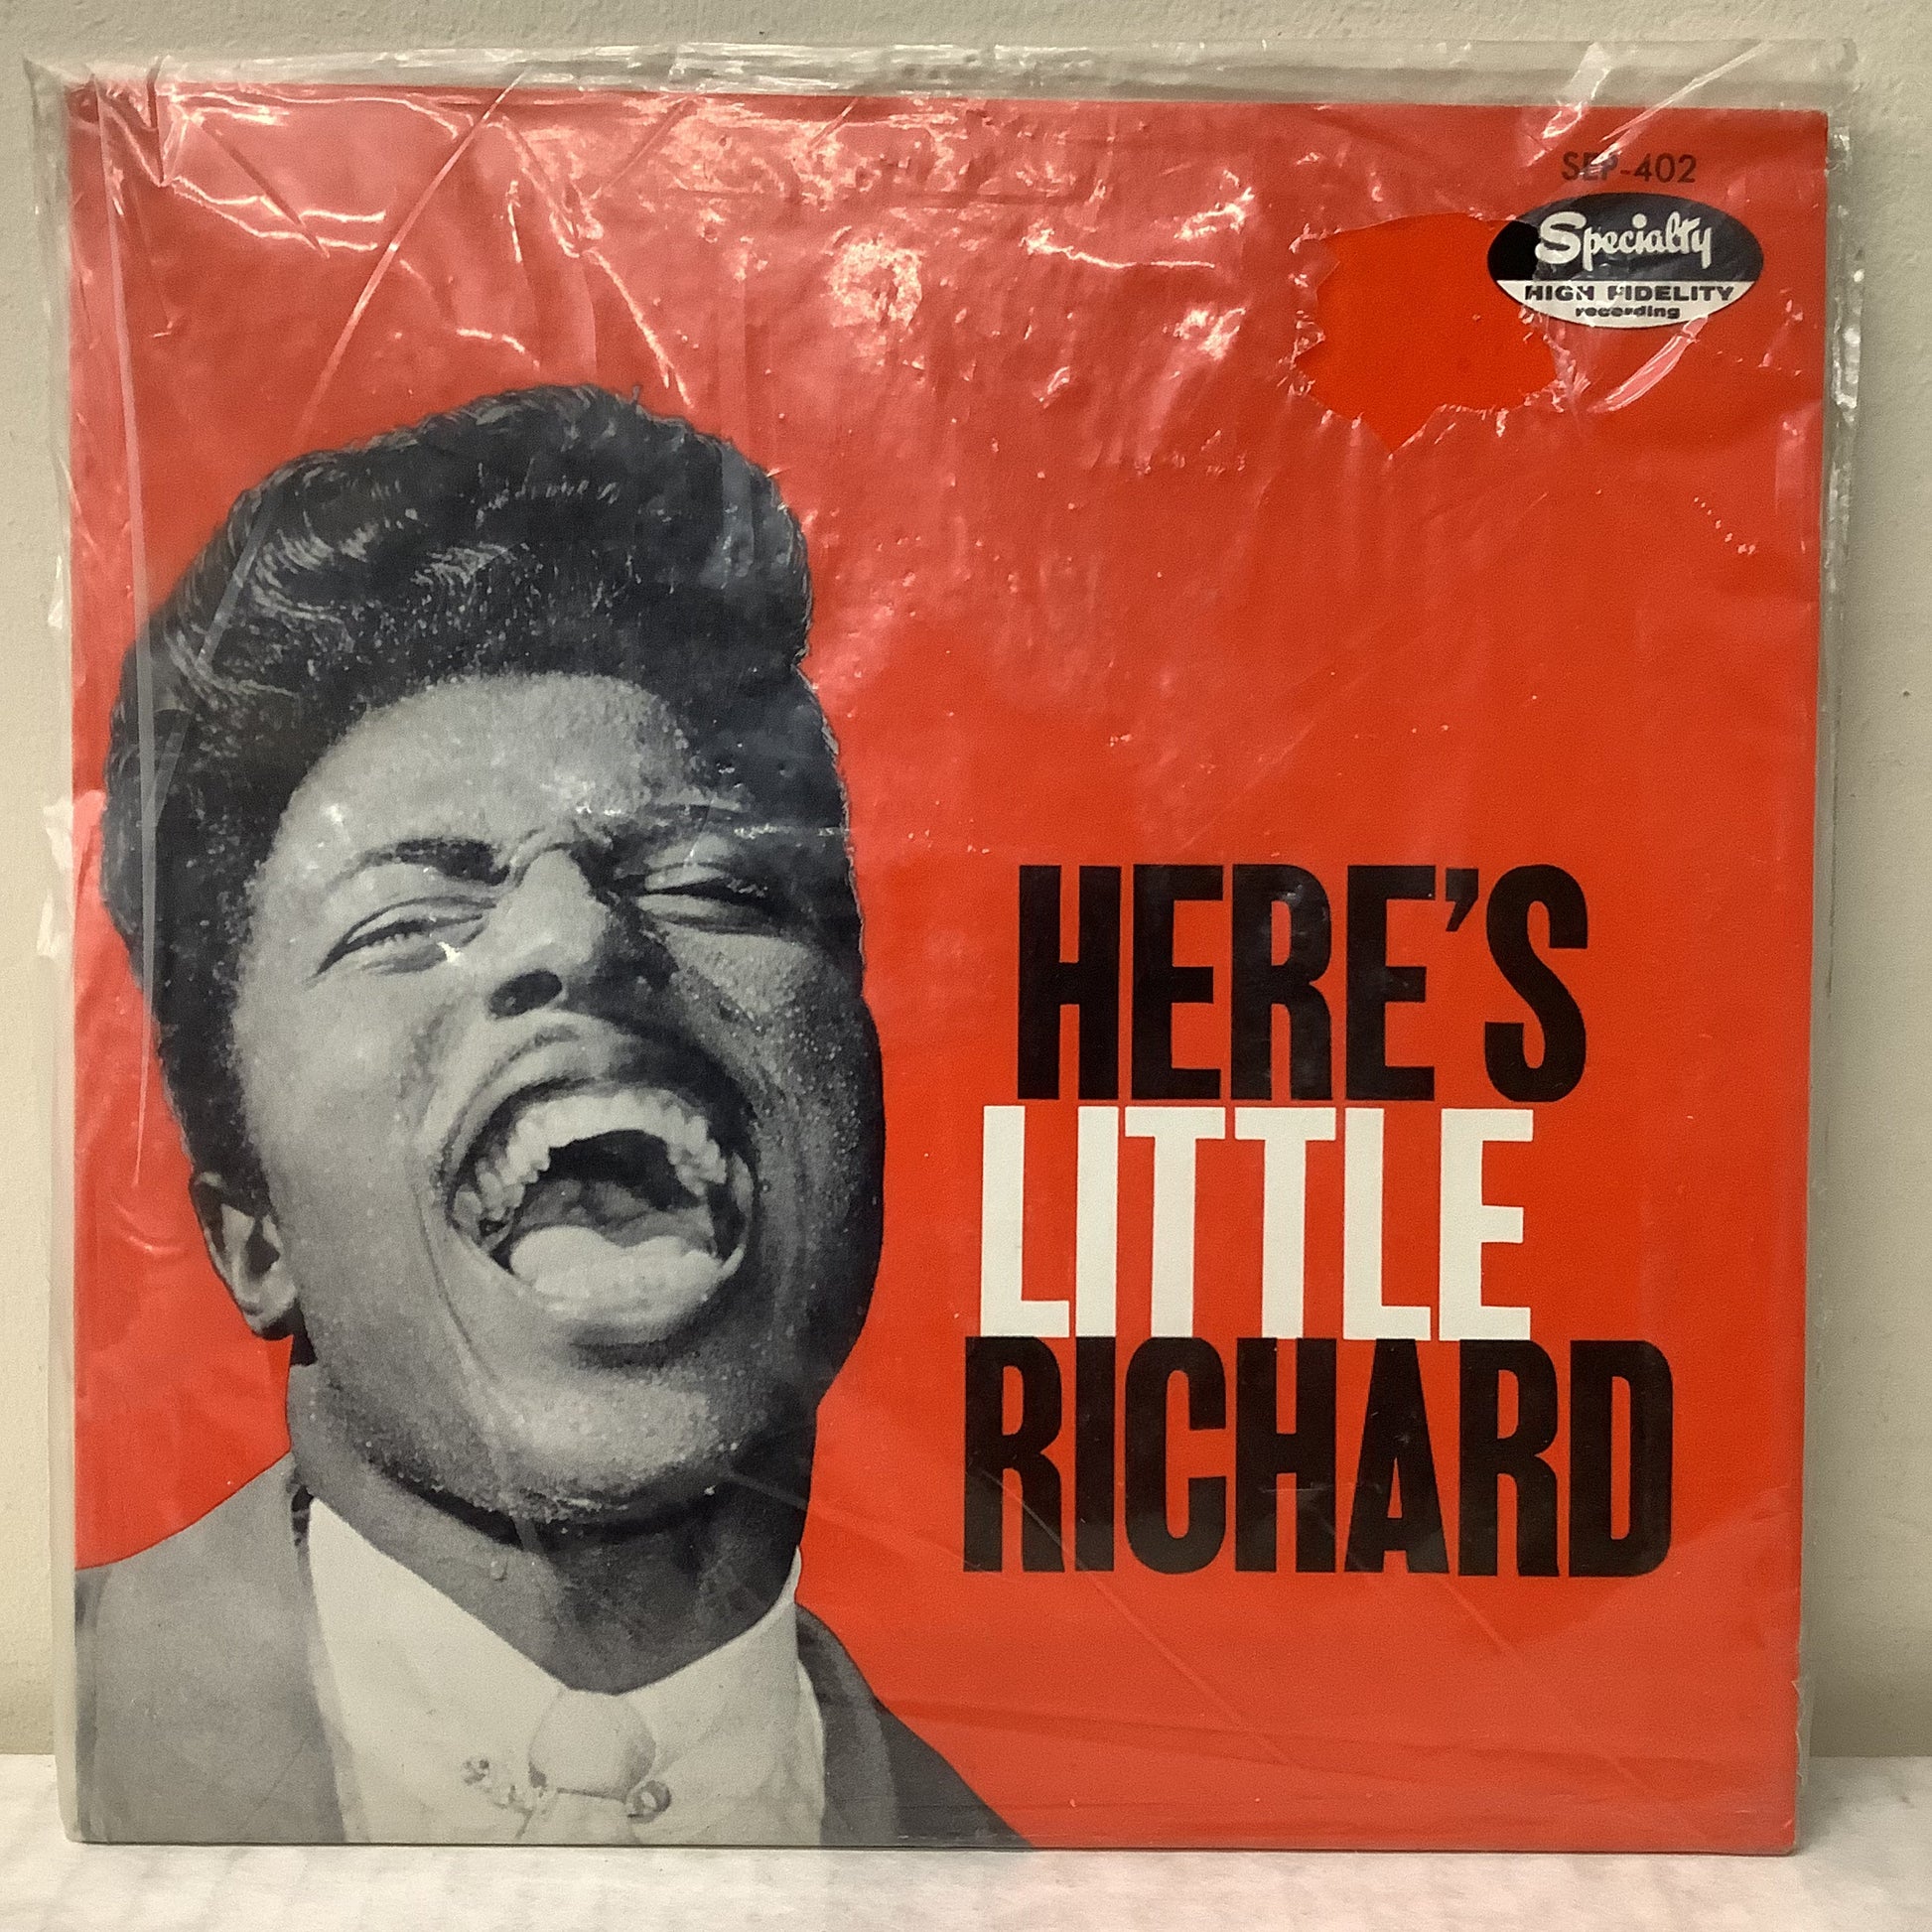 SEP-402
Specialty
HIGH FIDELITY
recording
HERE'S
LITTLE
RICHARD